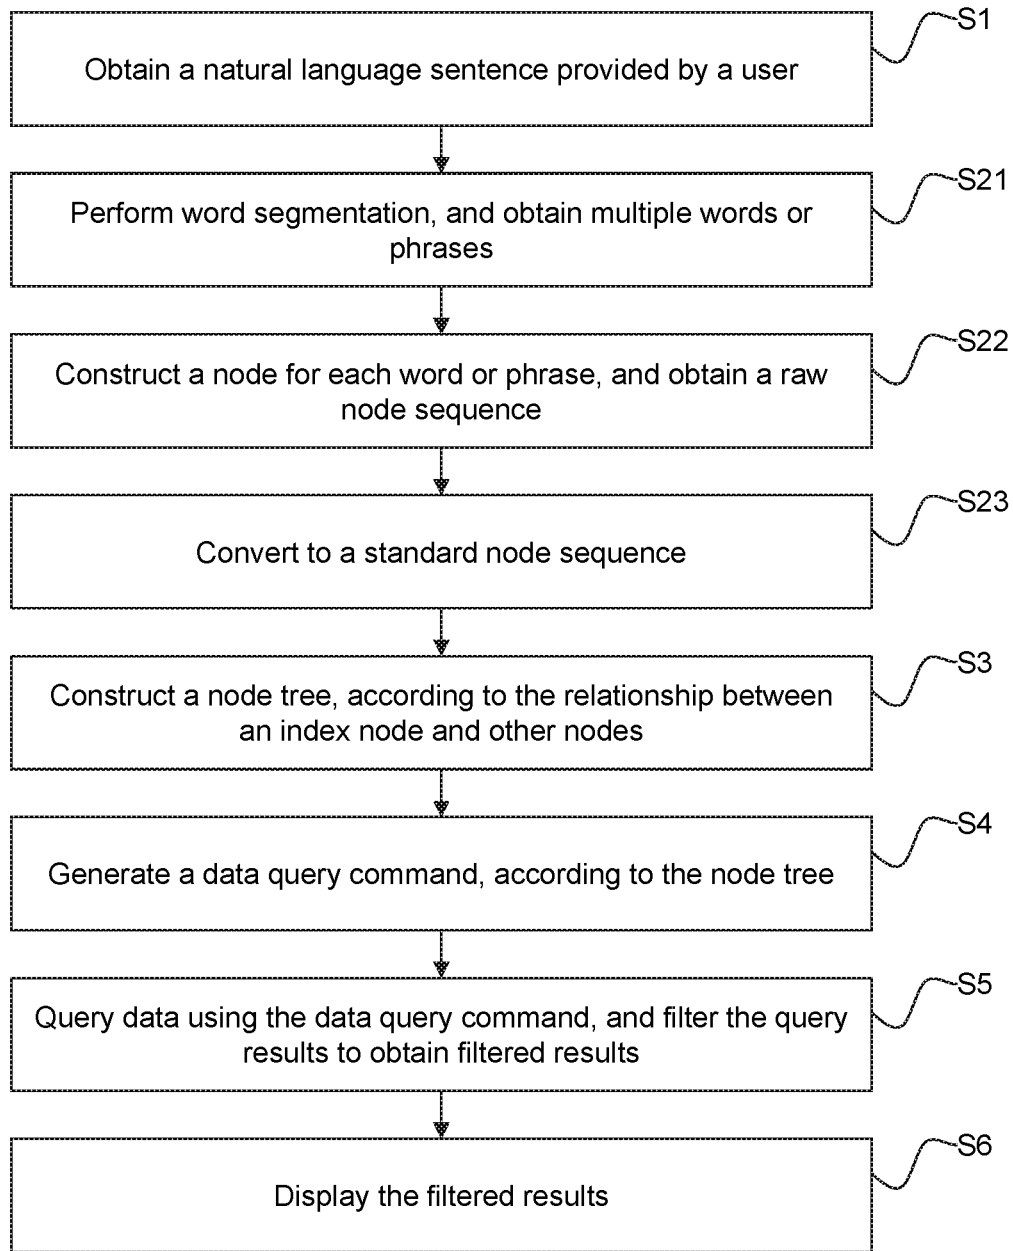 S1
Obtain a natural language sentence provided by a user
S21
Perform word segmentation, and obtain multiple words or
phrases
S22
Construct a node for each word or phrase, and obtain a raw
node sequence
S23
Convert to a standard node sequence
S3
Construct a node tree, according to the relationship between
an index node and other nodes
S4
Generate a data query command, according to the node tree
S5
Query data using the data query command, and filter the query
results to obtain filtered results
S6
Display the filtered results